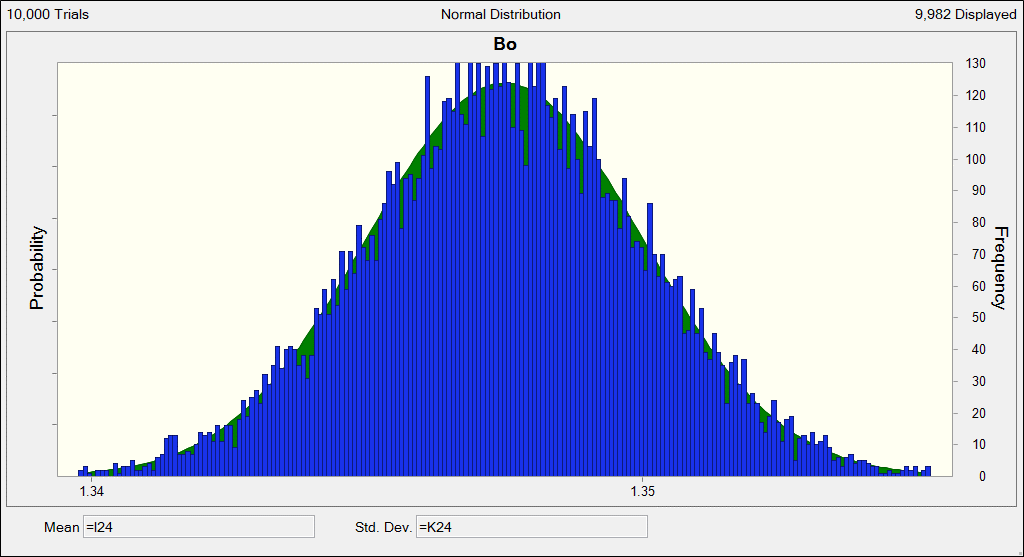 10,000 Trials
Normal Distribution
9,982 Displayed
Bo
Probability
Frequency
130
120
110
100
90
80
70
60
50
40
30
20
10
0
1.34
1.35
Mean =I24
Std. Dev. =K24